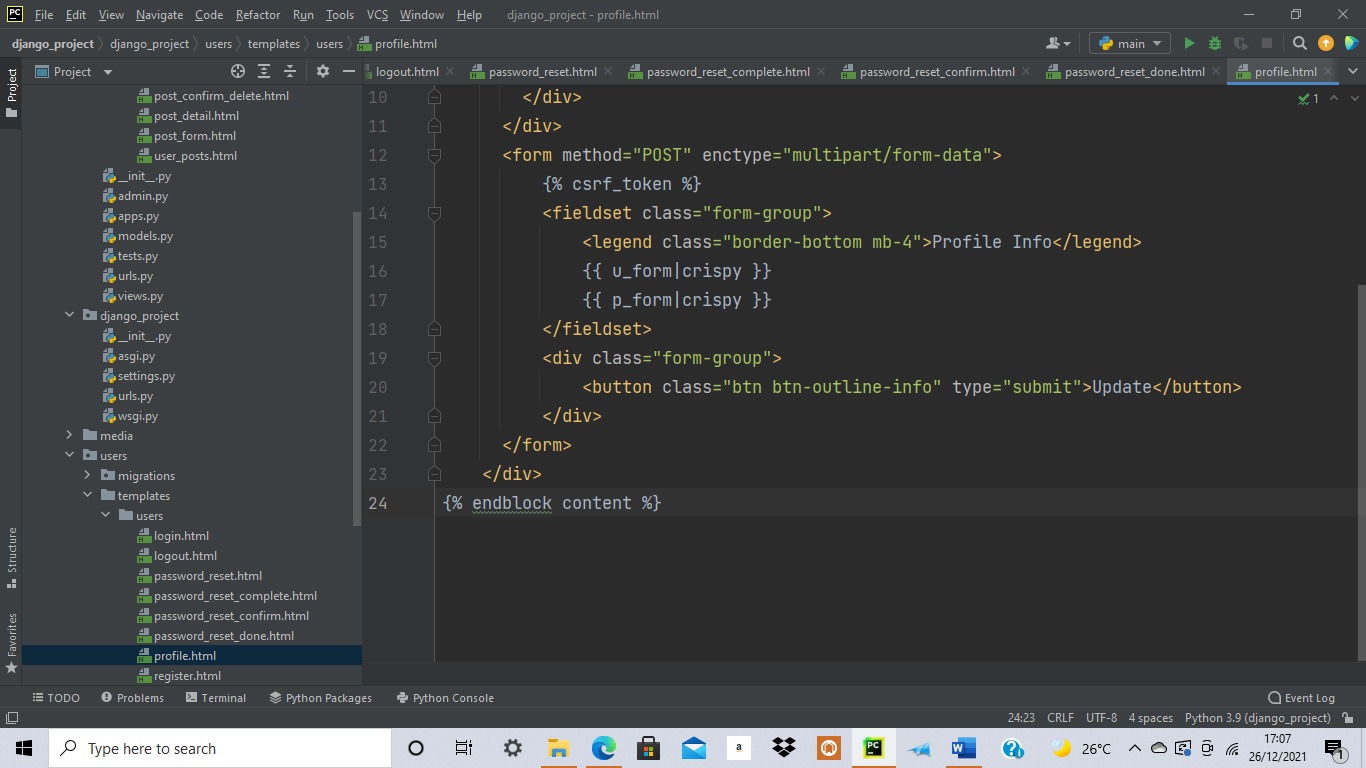 PC File Edit View Navigate Code Refactor Run Tools VCS Window Help django_project - profile.html
django_project django_project users templates users profile.html main
Project logout.html password_reset.html password_reset_complete.html password_reset_confirm.html password_reset_done.html profile.html
Project
post_confirm_delete.html
post_detail.html
post_form.html
user_posts.html
__init__.py
admin.py
apps.py
models.py
tests.py
urls.py
views.py
django_project
__init__.py
asgi.py
settings.py
urls.py
wsgi.py
media
users
migrations
templates
users
login.html
logout.html
password_reset.html
password_reset_complete.html
password_reset_confirm.html
password_reset_done.html
profile.html
register.html
Structure
Favorites
1
10 </div>
11 </div>
12 <form method="POST" enctype="multipart/form-data">
13 {% csrf_token %}
14 <fieldset class="form-group">
15 <legend class="border-bottom mb-4">Profile Info</legend>
16 {{ u_form|crispy }}
17 {{ p_form|crispy }}
18 </fieldset>
19 <div class="form-group">
20 <button class="btn btn-outline-info" type="submit">Update</button>
21 </div>
22 </form>
23 </div>
24 {% endblock content %}
TODO Problems Terminal Python Packages Python Console Event Log
24:23 CRLF UTF-8 4 spaces Python 3.9 (django_project)
Type here to search a PC W 26°C 17:07
26/12/2021 1